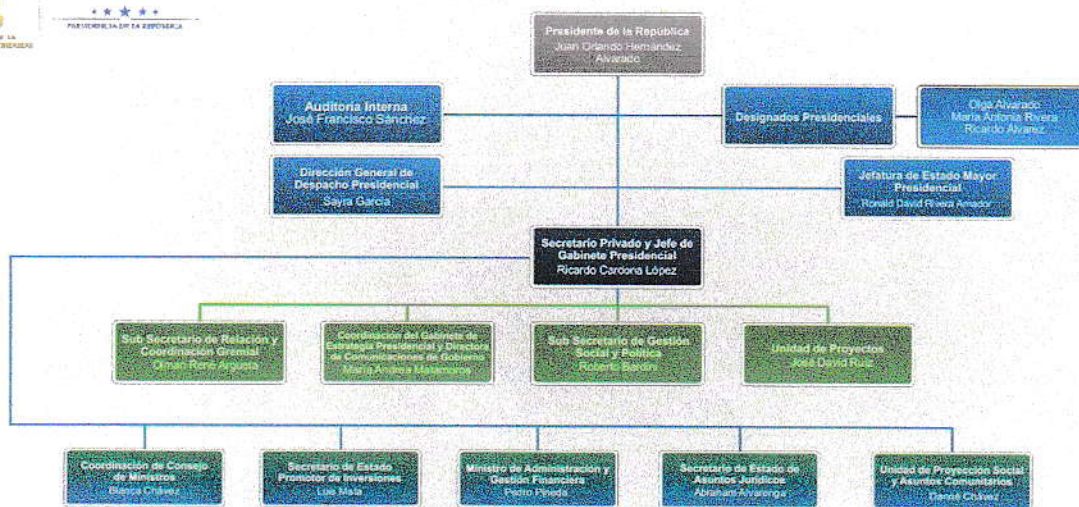 PRESIDENCIA DE LA REPÚBLICA
Presidente de la República
Juan Orlando Hernández
Alvarado
Auditoria Interna
José Francisco Sánchez
Designados Presidenciales
Olga Alvarado
María Antonia Rivera
Ricardo Álvarez
Dirección General de
Despacho Presidencial
Sayra García
Jefatura de Estado Mayor
Presidencial
Ronald David Rivera Amador
Secretario Privado y Jefe de
Gabinete Presidencial
Ricardo Cardona López
Sub Secretario de Relación y
Coordinación Gremial
Olman René Argueta
Coordinación del Gabinete de
Estrategia Presidencial y Directora
de Comunicaciones de Gobierno
María Andrea Matamoros
Sub Secretario de Gestión
Social y Política
Roberto Bardini
Unidad de Proyectos
José David Ruiz
Coordinación de Consejo
de Ministros
Blanca Chávez
Secretario de Estado
Promotor de Inversiones
Luis Mata
Ministro de Administración y
Gestión Financiera
Pedro Pineda
Secretario de Estado de
Asuntos Jurídicos
Abraham Alvarenga
Unidad de Proyección Social
y Asuntos Comunitarios
Chávez